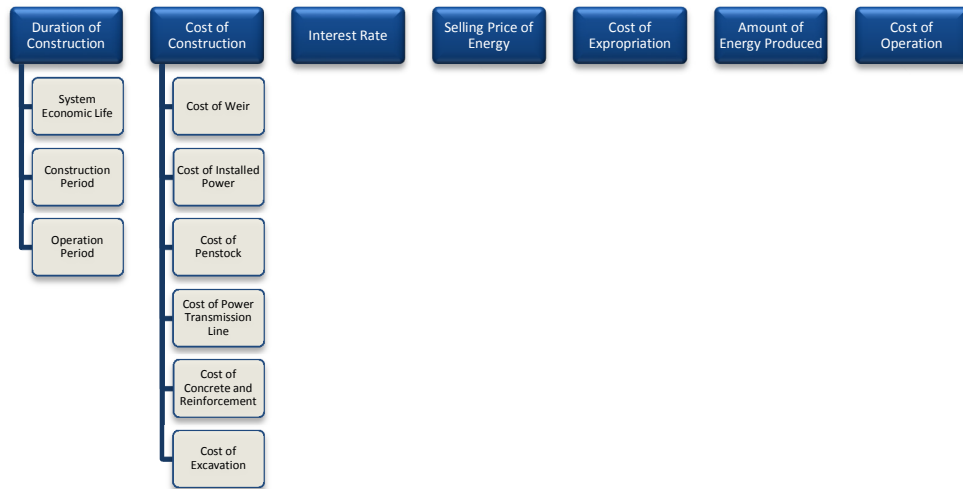 Duration of
Construction
Cost of
Construction
Interest Rate
Selling Price of
Energy
Cost of
Expropriation
Amount of
Energy Produced
Cost of
Operation
System
Economic Life
Construction
Period
Operation
Period
Cost of Weir
Cost of Installed
Power
Cost of
Penstock
Cost of Power
Transmission
Line
Cost of
Concrete and
Reinforcement
Cost of
Excavation